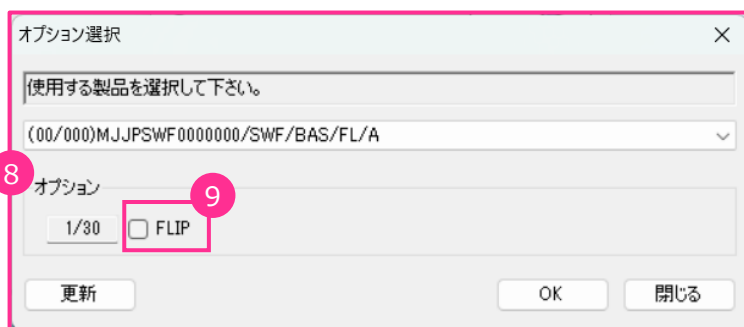 オプション選択
使用する製品を選択して下さい。
(00/000)MJJPSWF0000000/SWF/BAS/FL/A
8
オプション
9
1/30 FLIP
更新 OK 閉じる